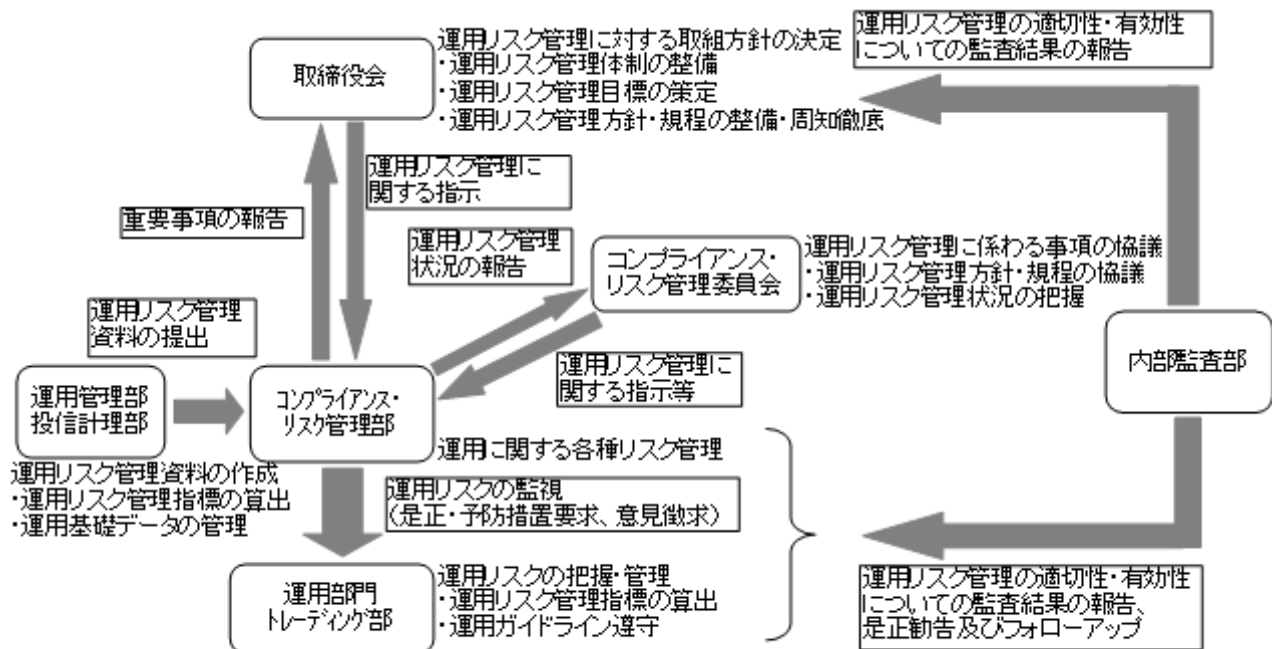 運用リスク管理に対する取組方針の決定
・運用リスク管理体制の整備
・運用リスク管理目標の策定
・運用リスク管理方針・規程の整備・周知徹底
取締役会
運用リスク管理の適切性・有効性
についての監査結果の報告
運用リスク管理に
関する指示
重要事項の報告
運用リスク管理
状況の報告
コンプライアンス・
リスク管理委員会
運用リスク管理に係わる事項の協議
・運用リスク管理方針・規程の協議
・運用リスク管理状況の把握
運用リスク管理
資料の提出
運用リスク管理に
関する指示等
内部監査部
運用管理部
投信計理部
コンプライアンス・
リスク管理部
運用に関する各種リスク管理
運用リスク管理資料の作成
・運用リスク管理指標の算出
・運用基礎データの管理
運用リスクの監視
(是正・予防措置要求、意見徴求)
運用部門
トレーディング部
運用リスクの把握・管理
・運用リスク管理指標の算出
・運用ガイドライン遵守
運用リスク管理の適切性・有効性
についての監査結果の報告、
是正勧告及びフォローアップ